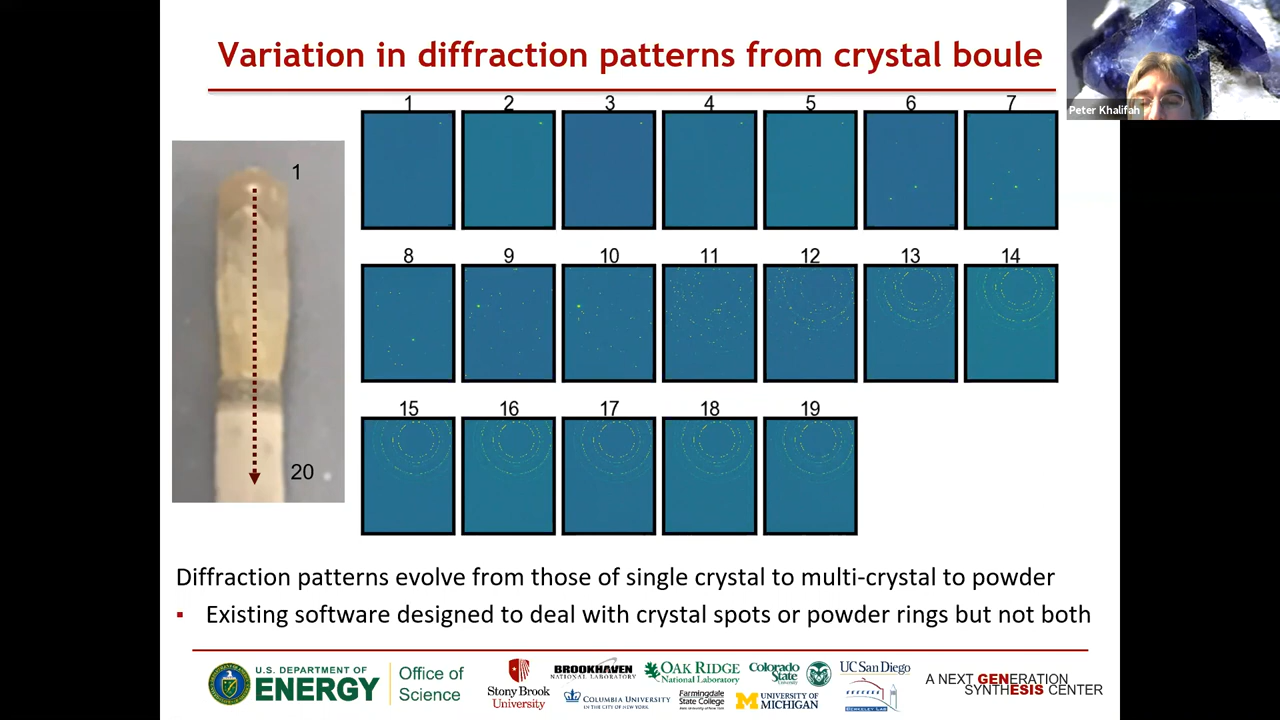 Variation in diffraction patterns from crystal boule
Peter Khalifah
1 2 3 4 5 6 7
1
8 9 10 11 12 13 14
15 16 17 18 19
20
Diffraction patterns evolve from those of single crystal to multi-crystal to powder
▪ Existing software designed to deal with crystal spots or powder rings but not both
U.S. DEPARTMENT OF
ENERGY
Office of
Science
Stony Brook
University
BROOKHAVEN
NATIONAL LABORATORY
OAK RIDGE
National Laboratory
Colorado
State
University
UC San Diego
COLUMBIA UNIVERSITY
IN THE CITY OF NEW YORK
Farmingdale
State College
UNIVERSITY OF
MICHIGAN
BERKELEY LAB
A NEXT GENERATION
SYNTHESIS CENTER